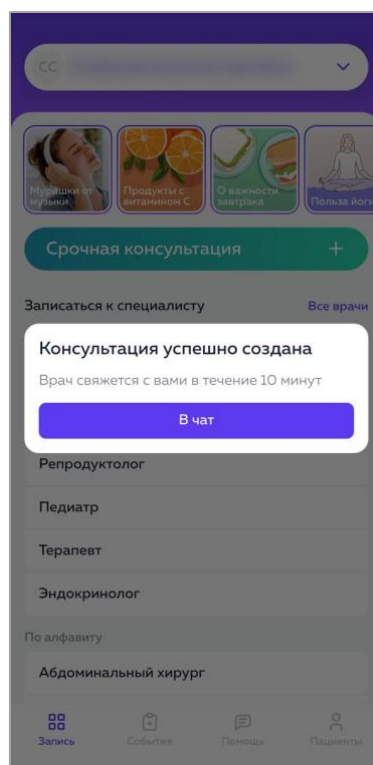 СС
Мурашки от
музыки
Продукты с
витамином С
О важности
завтрака
Польза йоги
Срочная консультация +
Записаться к специалисту Все врачи
Консультация успешно создана
Врач свяжется с вами в течение 10 минут
В чат
Репродуктолог
Педиатр
Терапевт
Эндокринолог
По алфавиту
Абдоминальный хирург
Запись События Помощь Пациенты